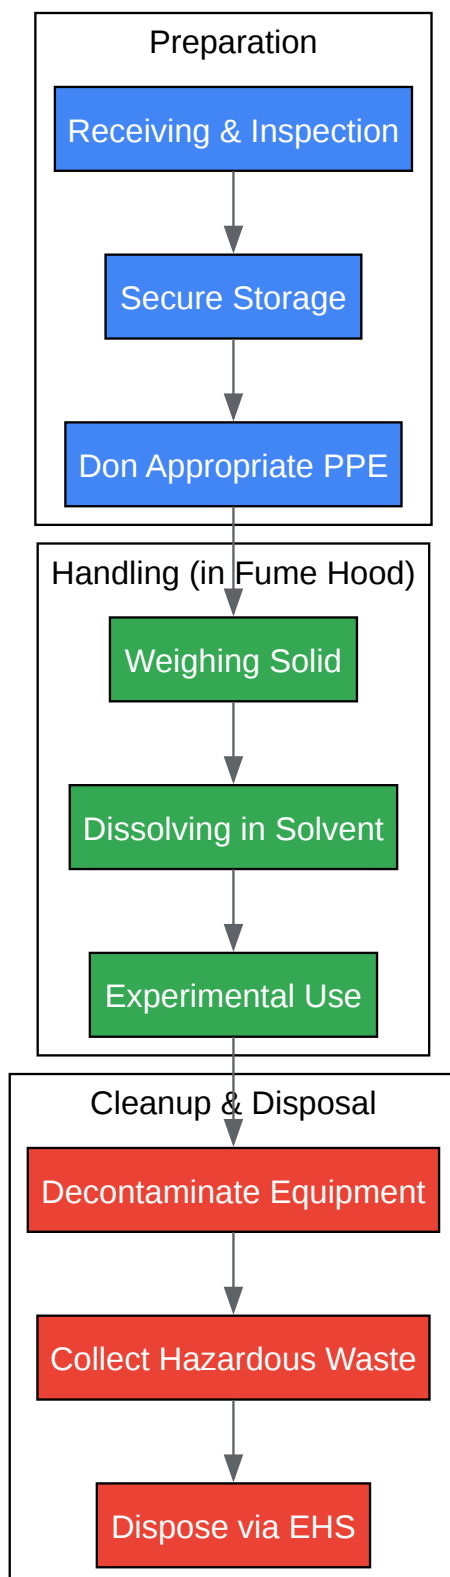 Preparation
Receiving & Inspection
Secure Storage
Don Appropriate PPE
Handling (in Fume Hood)
Weighing Solid
Dissolving in Solvent
Experimental Use
Cleanup & Disposal
Decontaminate Equipment
Collect Hazardous Waste
Dispose via EHS